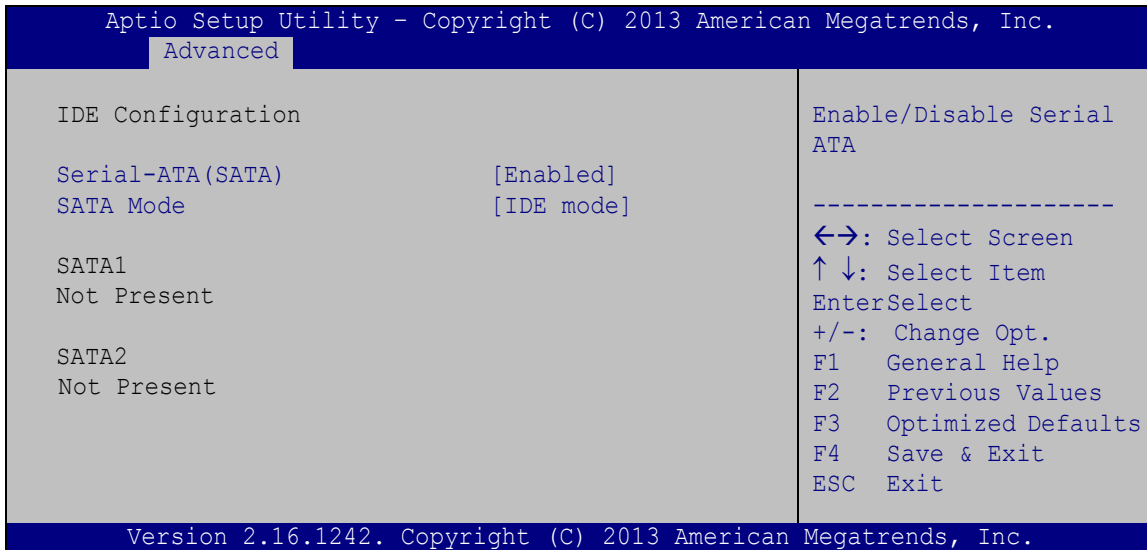 Aptio Setup Utility – Copyright (C) 2013 American Megatrends, Inc.
Advanced
IDE Configuration
Serial-ATA(SATA) [Enabled]
SATA Mode [IDE mode]
SATA1
Not Present
SATA2
Not Present
Enable/Disable Serial
ATA
---------------------
←→: Select Screen
↑ ↓: Select Item
EnterSelect
+/-: Change Opt.
F1 General Help
F2 Previous Values
F3 Optimized Defaults
F4 Save & Exit
ESC Exit
Version 2.16.1242. Copyright (C) 2013 American Megatrends, Inc.